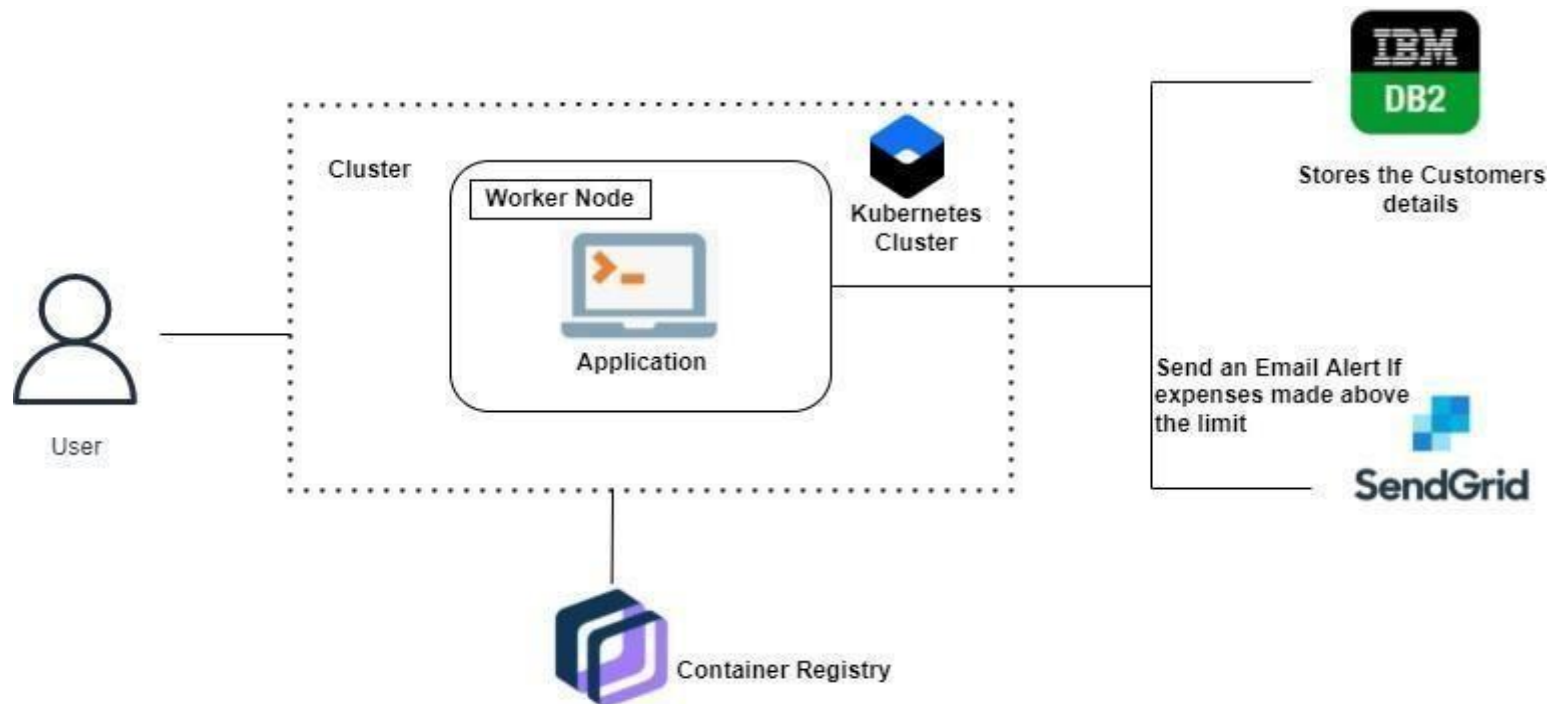 IBM
DB2
Stores the Customers
details
Cluster
Worker Node
Kubernetes
Cluster
Application
User
Send an Email Alert If
expenses made above
the limit
SendGrid
Container Registry